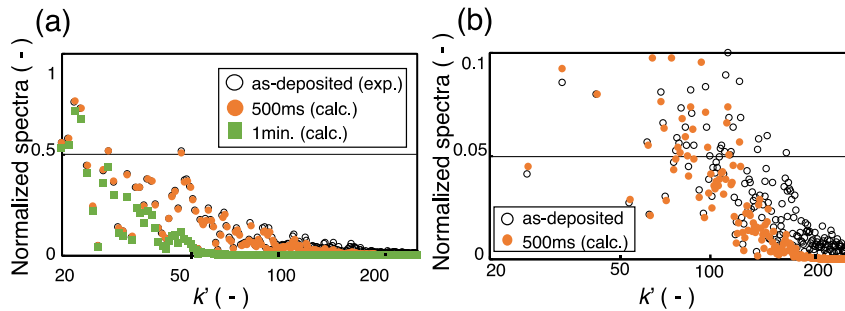 (a)
Normalized spectra ( - )
1
0.5
0
as-deposited (exp.)
500ms (calc.)
1min. (calc.)
20 50 100 200
k' ( - )
(b)
Normalized spectra ( - )
0.1
0.05
0
as-deposited
500ms (calc.)
20 50 100 200
k' ( - )